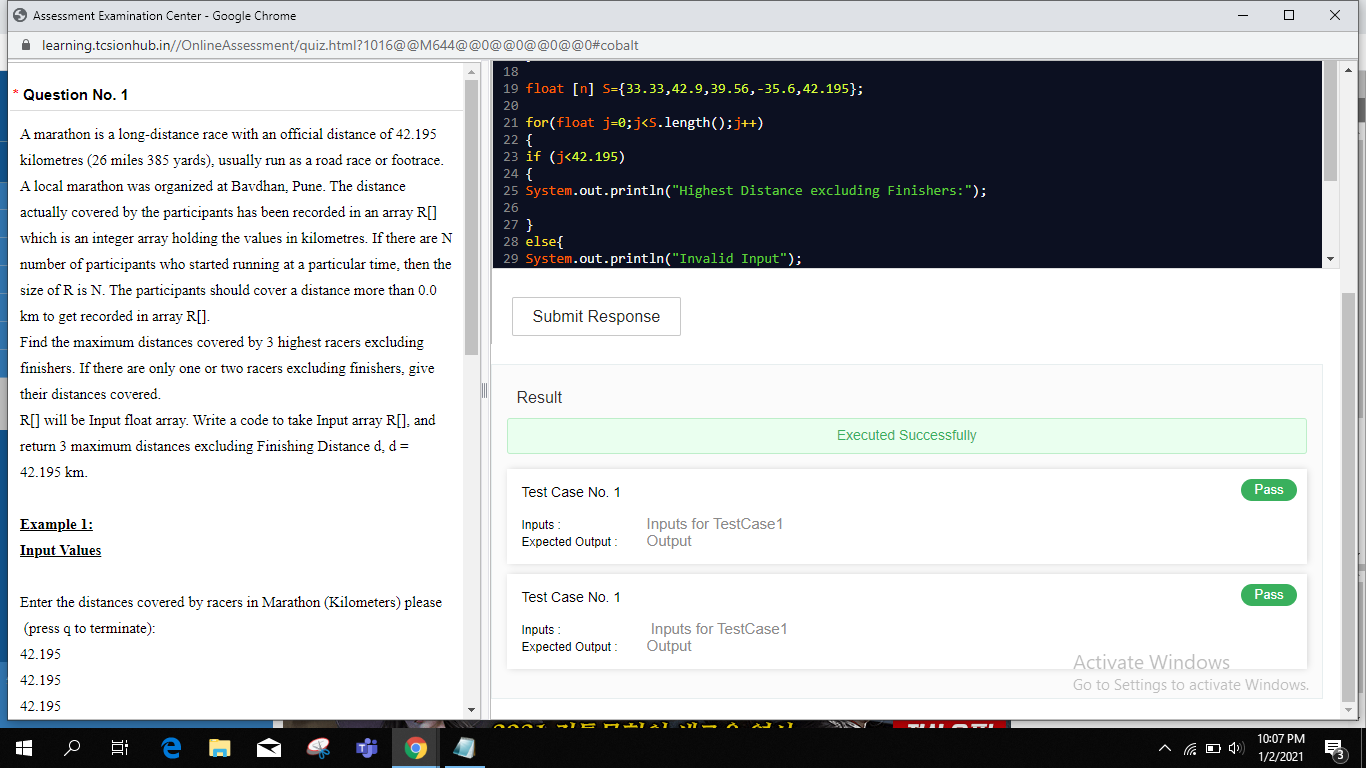 Assessment Examination Center - Google Chrome
learning.tcsionhub.in//OnlineAssessment/quiz.html?1016@@M644@@0@@0@@0@@0#cobalt
* Question No. 1
A marathon is a long-distance race with an official distance of 42.195
kilometres (26 miles 385 yards), usually run as a road race or footrace.
A local marathon was organized at Bavdhan, Pune. The distance
actually covered by the participants has been recorded in an array R[]
which is an integer array holding the values in kilometres. If there are N
number of participants who started running at a particular time, then the
size of R is N. The participants should cover a distance more than 0.0
km to get recorded in array R[].
Find the maximum distances covered by 3 highest racers excluding
finishers. If there are only one or two racers excluding finishers, give
their distances covered.
R[] will be Input float array. Write a code to take Input array R[], and
return 3 maximum distances excluding Finishing Distance d, d =
42.195 km.
Example 1:
Input Values
Enter the distances covered by racers in Marathon (Kilometers) please
(press q to terminate):
42.195
42.195
42.195
18
19 float [n] S={33.33,42.9,39.56,-35.6,42.195};
20
21 for(float j=0;j<S.length();j++)
22 {
23 if (j<42.195)
24 {
25 System.out.println("Highest Distance excluding Finishers:");
26
27 }
28 else{
29 System.out.println("Invalid Input");
Submit Response
Result
Executed Successfully
Test Case No. 1
Pass
Inputs : Inputs for TestCase1
Expected Output : Output
Test Case No. 1
Pass
Inputs : Inputs for TestCase1
Expected Output : Output
Activate Windows
Go to Settings to activate Windows.
10:07 PM
1/2/2021
3